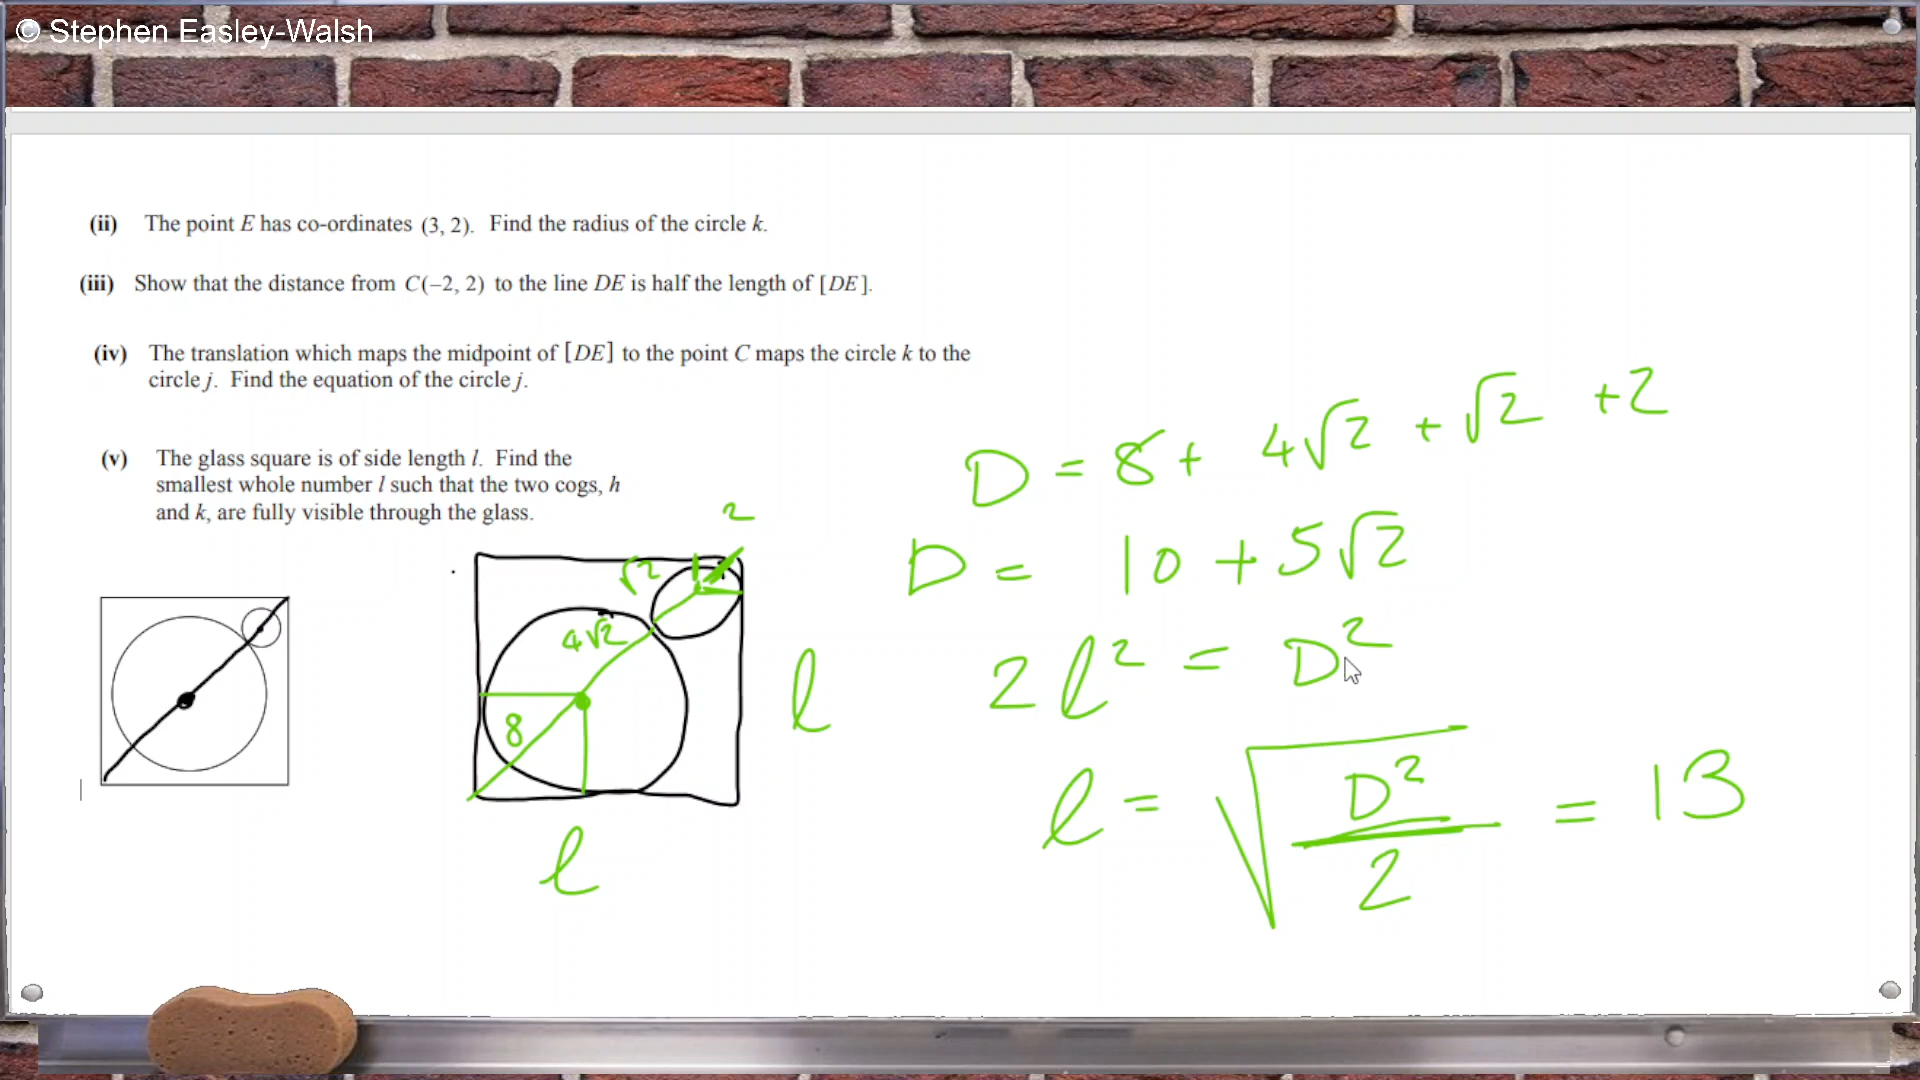 © Stephen Easley-Walsh
(ii) The point E has co-ordinates (3, 2). Find the radius of the circle k.
(iii) Show that the distance from C(–2, 2) to the line DE is half the length of [DE].
(iv) The translation which maps the midpoint of [DE] to the point C maps the circle k to the
circle j. Find the equation of the circle j.
(v) The glass square is of side length l. Find the
smallest whole number l such that the two cogs, h
and k, are fully visible through the glass.
2
√2
4√2
8
l
l
D = 8 + 4√2 + √2 + 2
D = 10 + 5√2
2l² = D²
l = √(D²/2) = 13